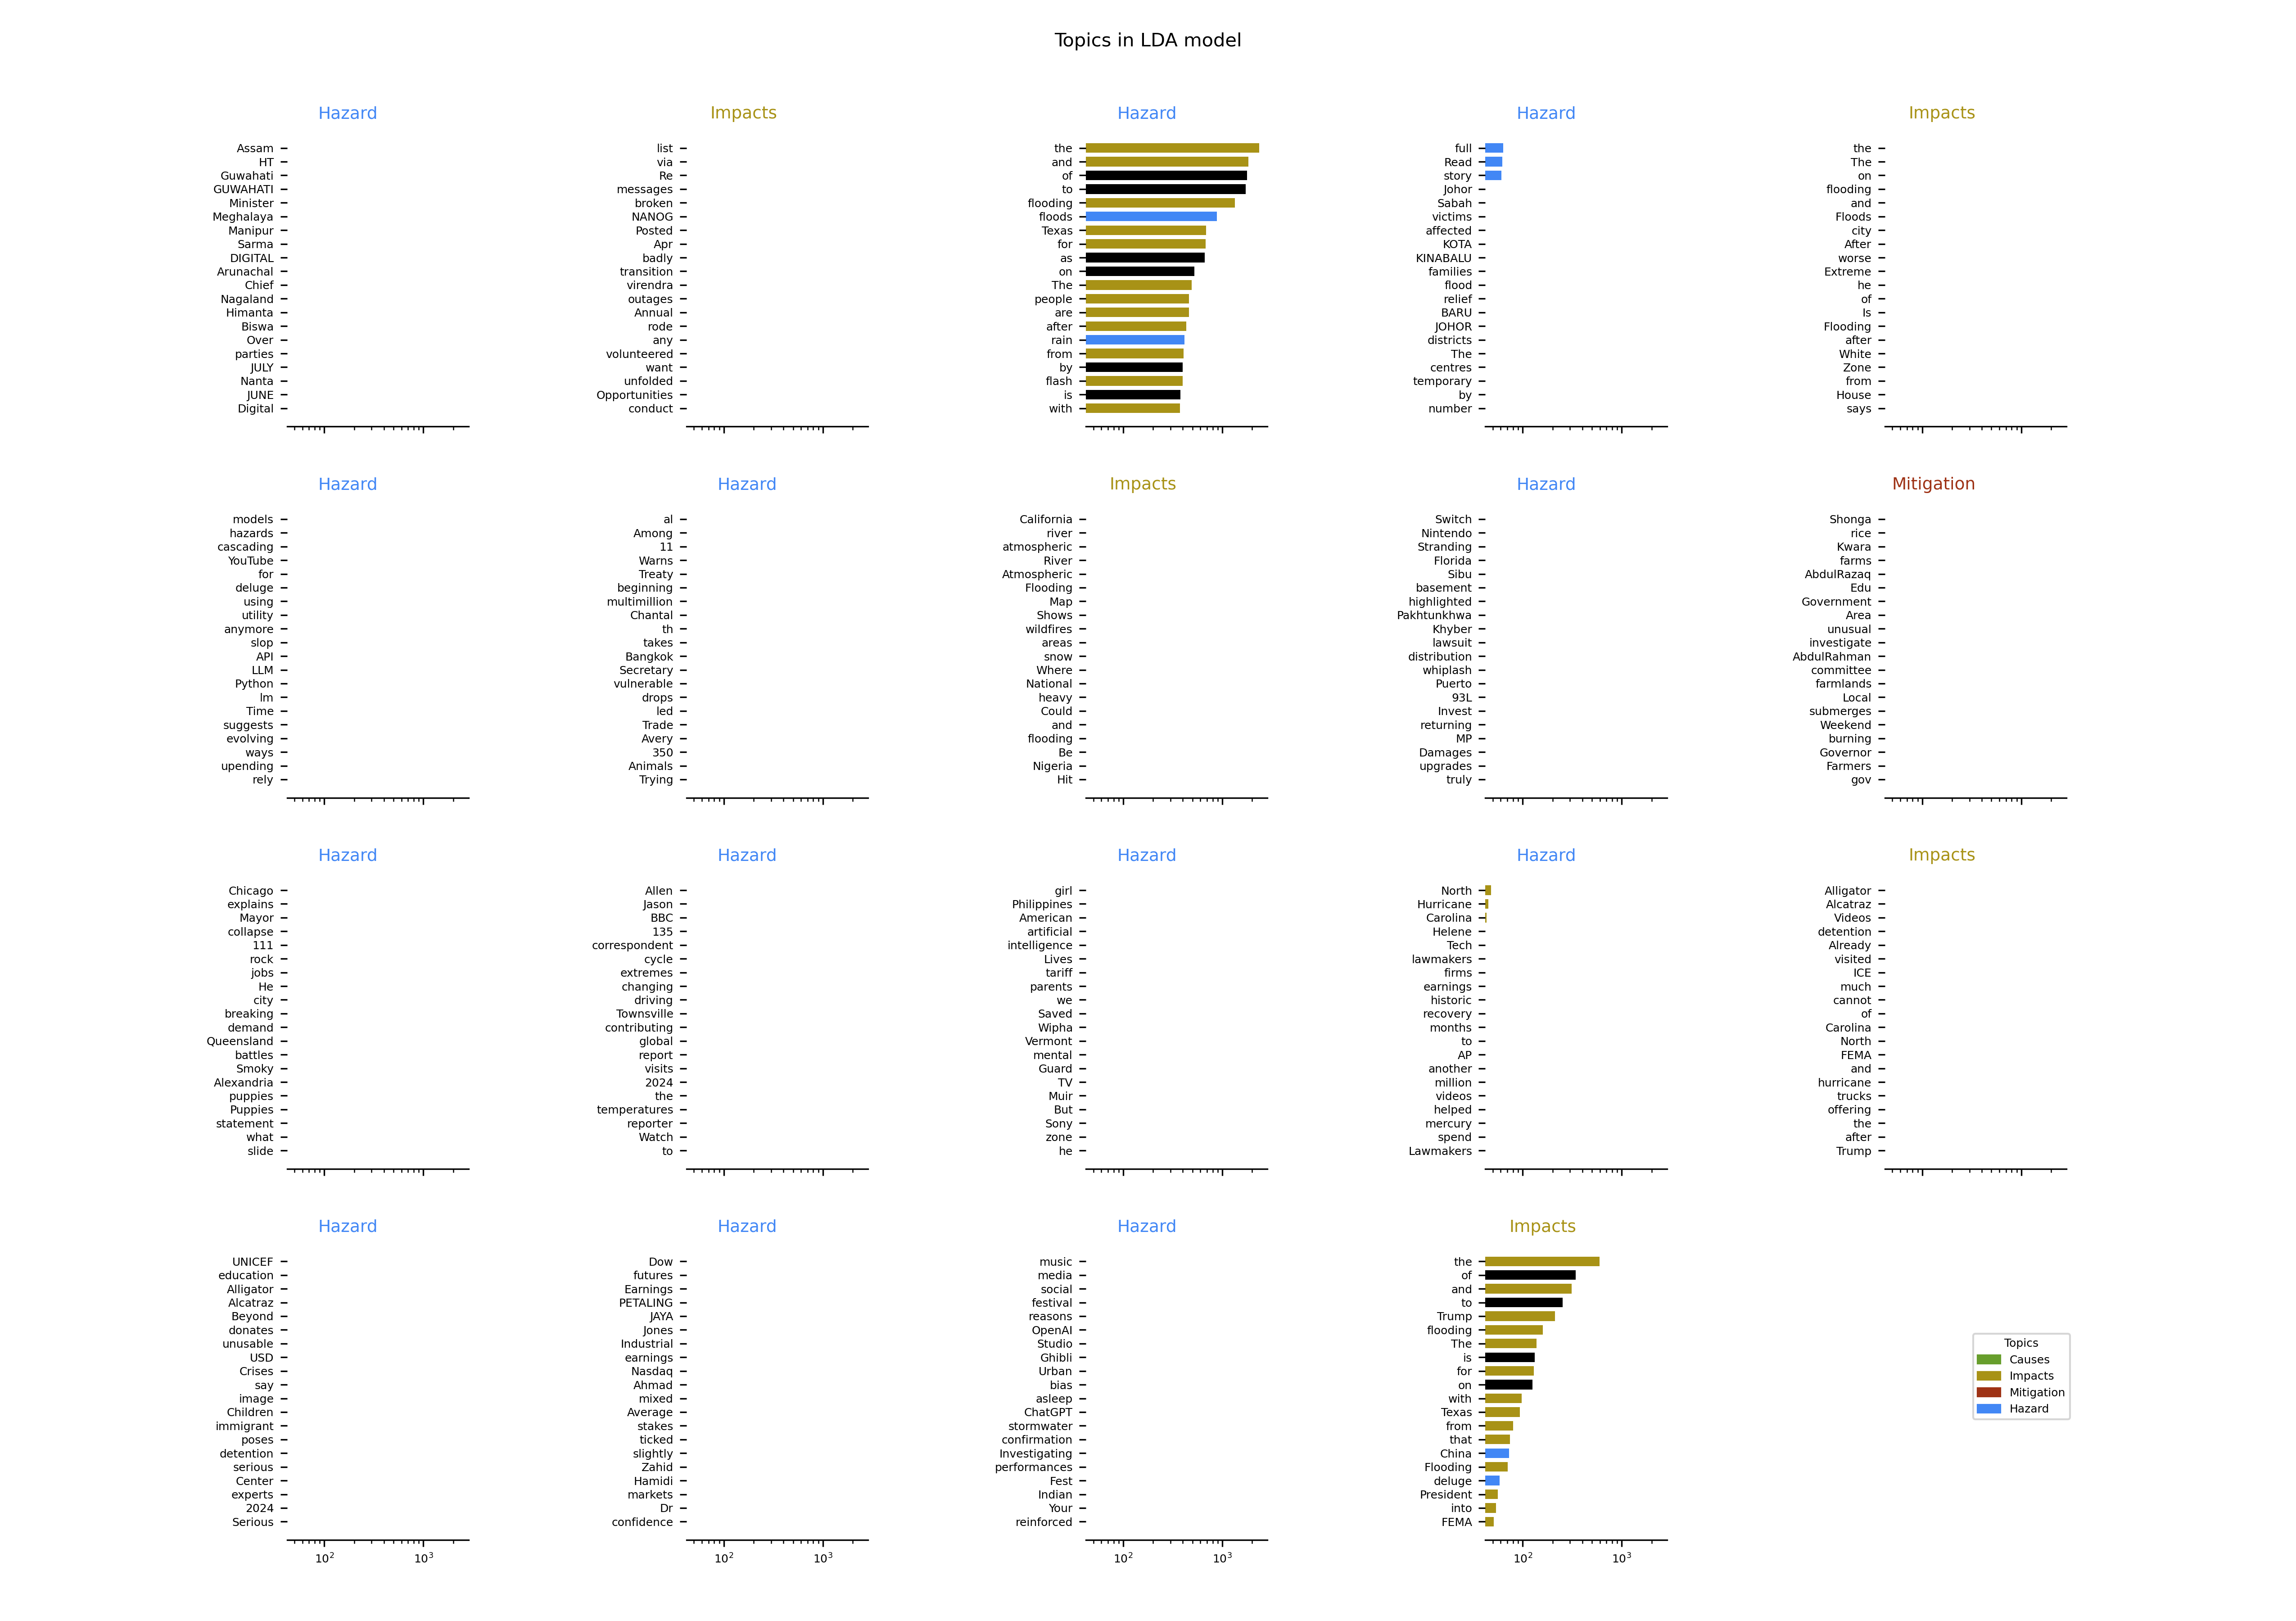 Topics in LDA model
Hazard
Assam
HT
Guwahati
GUWAHATI
Minister
Meghalaya
Manipur
Sarma
DIGITAL
Arunachal
Chief
Nagaland
Himanta
Biswa
Over
parties
JULY
Nanta
JUNE
Digital
Impacts
list
via
Re
messages
broken
NANOG
Posted
Apr
badly
transition
virendra
outages
Annual
rode
any
volunteered
want
unfolded
Opportunities
conduct
Hazard
the
and
of
to
flooding
floods
Texas
for
as
on
The
people
are
after
rain
from
by
flash
is
with
Hazard
full
Read
story
Johor
Sabah
victims
affected
KOTA
KINABALU
families
flood
relief
BARU
JOHOR
districts
The
centres
temporary
by
number
Impacts
the
The
on
flooding
and
Floods
city
After
worse
Extreme
he
of
Is
Flooding
after
White
Zone
from
House
says
Hazard
models
hazards
cascading
YouTube
for
deluge
using
utility
anymore
slop
API
LLM
Python
lm
Time
suggests
evolving
ways
upending
rely
Hazard
al
Among
11
Warns
Treaty
beginning
multimillion
Chantal
th
takes
Bangkok
Secretary
vulnerable
drops
led
Trade
Avery
350
Animals
Trying
Impacts
California
river
atmospheric
River
Atmospheric
Flooding
Map
Shows
wildfires
areas
snow
Where
National
heavy
Could
and
flooding
Be
Nigeria
Hit
Hazard
Switch
Nintendo
Stranding
Florida
Sibu
basement
highlighted
Pakhtunkhwa
Khyber
lawsuit
distribution
whiplash
Puerto
93L
Invest
returning
MP
Damages
upgrades
truly
Mitigation
Shonga
rice
Kwara
farms
AbdulRazaq
Edu
Government
Area
unusual
investigate
AbdulRahman
committee
farmlands
Local
submerges
Weekend
burning
Governor
Farmers
gov
Hazard
Chicago
explains
Mayor
collapse
111
rock
jobs
He
city
breaking
demand
Queensland
battles
Smoky
Alexandria
puppies
Puppies
statement
what
slide
Hazard
Allen
Jason
BBC
135
correspondent
cycle
extremes
changing
driving
Townsville
contributing
global
report
visits
2024
the
temperatures
reporter
Watch
to
Hazard
girl
Philippines
American
artificial
intelligence
Lives
tariff
parents
we
Saved
Wipha
Vermont
mental
Guard
TV
Muir
But
Sony
zone
he
Hazard
North
Hurricane
Carolina
Helene
Tech
lawmakers
firms
earnings
historic
recovery
months
to
AP
another
million
videos
helped
mercury
spend
Lawmakers
Impacts
Alligator
Alcatraz
Videos
detention
Already
visited
ICE
much
cannot
of
Carolina
North
FEMA
and
hurricane
trucks
offering
the
after
Trump
Hazard
UNICEF
education
Alligator
Alcatraz
Beyond
donates
unusable
USD
Crises
say
image
Children
immigrant
poses
detention
serious
Center
experts
2024
Serious
10²
10³
Hazard
Dow
futures
Earnings
PETALING
JAYA
Jones
Industrial
earnings
Nasdaq
Ahmad
mixed
Average
stakes
ticked
slightly
Zahid
Hamidi
markets
Dr
confidence
10²
10³
Hazard
music
media
social
festival
reasons
OpenAI
Studio
Ghibli
Urban
bias
asleep
ChatGPT
stormwater
confirmation
Investigating
performances
Fest
Indian
Your
reinforced
10²
10³
Impacts
the
of
and
to
Trump
flooding
The
is
for
on
with
Texas
from
that
China
Flooding
deluge
President
into
FEMA
10²
10³
Topics
Causes
Impacts
Mitigation
Hazard